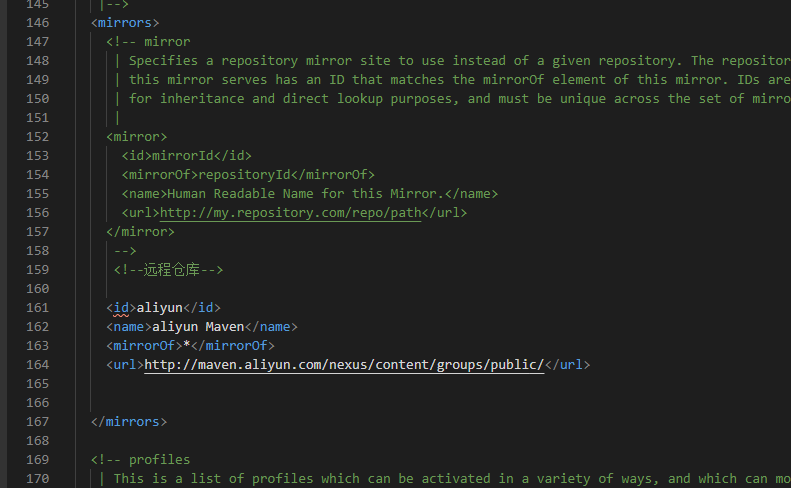 145 |-->
146 <mirrors>
147 <!-- mirror
148 | Specifies a repository mirror site to use instead of a given repository. The repositor
149 | this mirror serves has an ID that matches the mirrorOf element of this mirror. IDs are
150 | for inheritance and direct lookup purposes, and must be unique across the set of mirro
151 |
152 <mirror>
153 <id>mirrorId</id>
154 <mirrorOf>repositoryId</mirrorOf>
155 <name>Human Readable Name for this Mirror.</name>
156 <url>http://my.repository.com/repo/path</url>
157 </mirror>
158 -->
159 <!--远程仓库-->
160
161 <id>aliyun</id>
162 <name>aliyun Maven</name>
163 <mirrorOf>*</mirrorOf>
164 <url>http://maven.aliyun.com/nexus/content/groups/public/</url>
165
166
167 </mirrors>
168
169 <!-- profiles
170 | This is a list of profiles which can be activated in a variety of ways, and which can mo